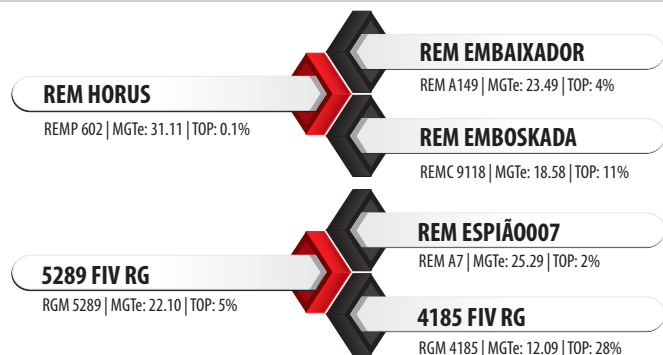 REM EMBAIXADOR
REM A149 | MGTe: 23.49 | TOP: 4%
REM HORUS
REMP 602 | MGTe: 31.11 | TOP: 0.1%
REM EMBOSKADA
REMC 9118 | MGTe: 18.58 | TOP: 11%
REM ESPIÃO007
REM A7 | MGTe: 25.29 | TOP: 2%
5289 FIV RG
RGM 5289 | MGTe: 22.10 | TOP: 5%
4185 FIV RG
RGM 4185 | MGTe: 12.09 | TOP: 28%